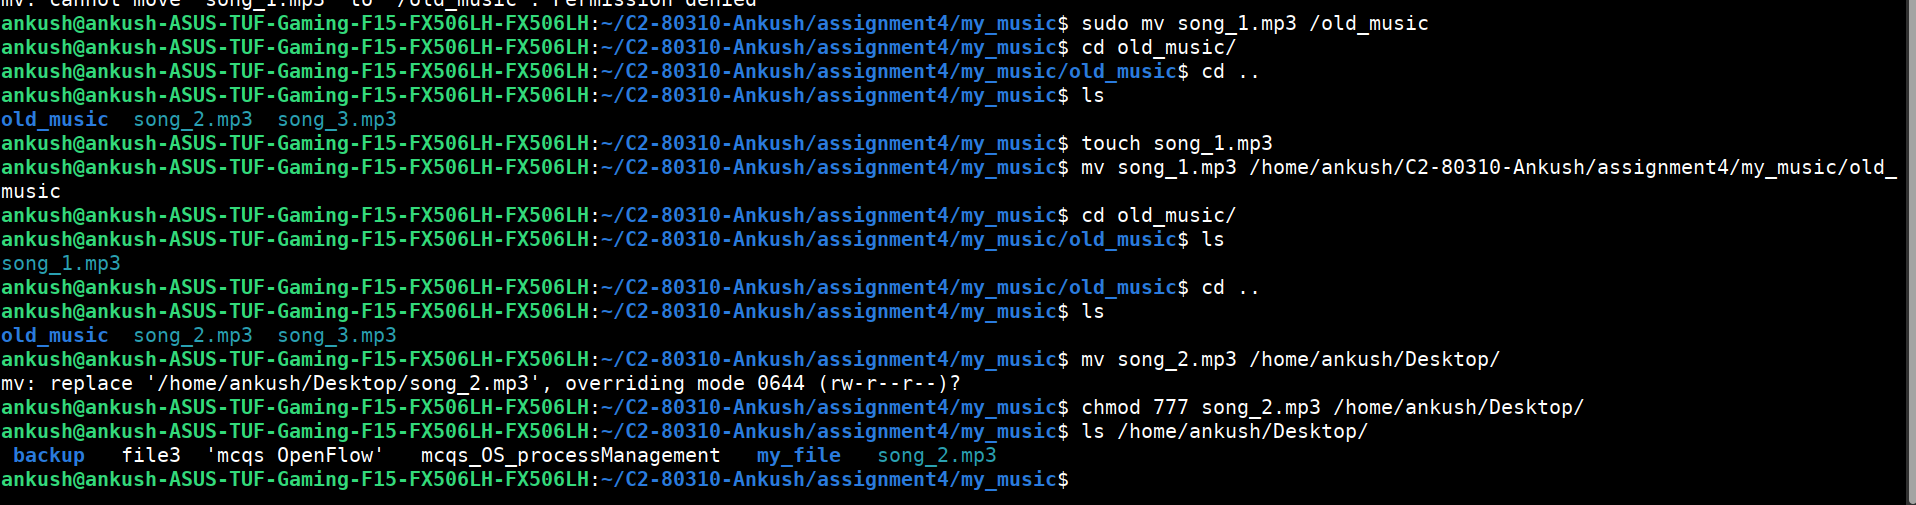 mv: cannot move 'song_1.mp3' to '/old_music': Permission denied
ankush@ankush-ASUS-TUF-Gaming-F15-FX506LH-FX506LH:~/C2-80310-Ankush/assignment4/my_music$ sudo mv song_1.mp3 /old_music
ankush@ankush-ASUS-TUF-Gaming-F15-FX506LH-FX506LH:~/C2-80310-Ankush/assignment4/my_music$ cd old_music/
ankush@ankush-ASUS-TUF-Gaming-F15-FX506LH-FX506LH:~/C2-80310-Ankush/assignment4/my_music/old_music$ cd ..
ankush@ankush-ASUS-TUF-Gaming-F15-FX506LH-FX506LH:~/C2-80310-Ankush/assignment4/my_music$ ls
old_music  song_2.mp3  song_3.mp3
ankush@ankush-ASUS-TUF-Gaming-F15-FX506LH-FX506LH:~/C2-80310-Ankush/assignment4/my_music$ touch song_1.mp3
ankush@ankush-ASUS-TUF-Gaming-F15-FX506LH-FX506LH:~/C2-80310-Ankush/assignment4/my_music$ mv song_1.mp3 /home/ankush/C2-80310-Ankush/assignment4/my_music/old_
music
ankush@ankush-ASUS-TUF-Gaming-F15-FX506LH-FX506LH:~/C2-80310-Ankush/assignment4/my_music$ cd old_music/
ankush@ankush-ASUS-TUF-Gaming-F15-FX506LH-FX506LH:~/C2-80310-Ankush/assignment4/my_music/old_music$ ls
song_1.mp3
ankush@ankush-ASUS-TUF-Gaming-F15-FX506LH-FX506LH:~/C2-80310-Ankush/assignment4/my_music/old_music$ cd ..
ankush@ankush-ASUS-TUF-Gaming-F15-FX506LH-FX506LH:~/C2-80310-Ankush/assignment4/my_music$ ls
old_music  song_2.mp3  song_3.mp3
ankush@ankush-ASUS-TUF-Gaming-F15-FX506LH-FX506LH:~/C2-80310-Ankush/assignment4/my_music$ mv song_2.mp3 /home/ankush/Desktop/
mv: replace '/home/ankush/Desktop/song_2.mp3', overriding mode 0644 (rw-r--r--)?
ankush@ankush-ASUS-TUF-Gaming-F15-FX506LH-FX506LH:~/C2-80310-Ankush/assignment4/my_music$ chmod 777 song_2.mp3 /home/ankush/Desktop/
ankush@ankush-ASUS-TUF-Gaming-F15-FX506LH-FX506LH:~/C2-80310-Ankush/assignment4/my_music$ ls /home/ankush/Desktop/
 backup   file3  'mcqs OpenFlow'   mcqs_OS_processManagement   my_file   song_2.mp3
ankush@ankush-ASUS-TUF-Gaming-F15-FX506LH-FX506LH:~/C2-80310-Ankush/assignment4/my_music$